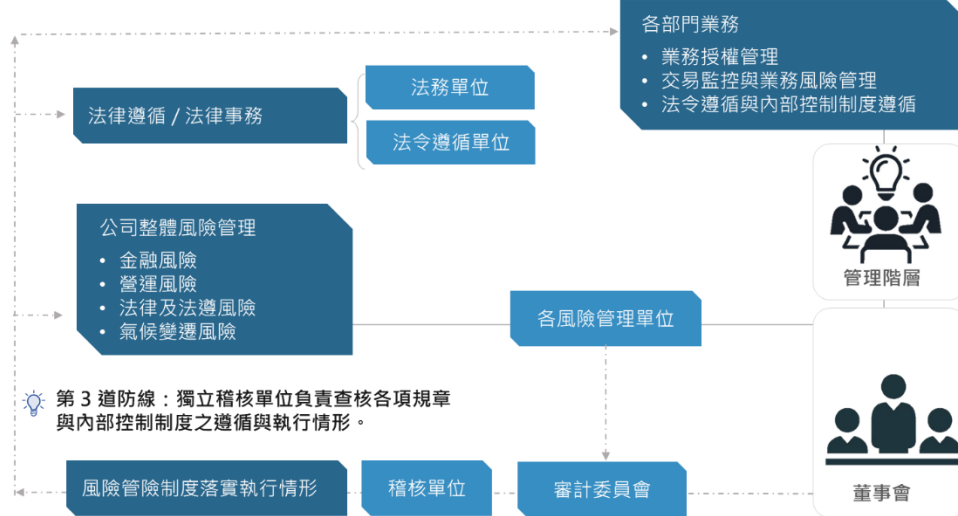 各部門業務
• 業務授權管理
• 交易監控與業務風險管理
• 法令遵循與內部控制制度遵循
法律遵循 / 法律事務
法務單位
法令遵循單位
管理階層
公司整體風險管理
• 金融風險
• 營運風險
• 法律及法遵風險
• 氣候變遷風險
各風險管理單位
第 3 道防線：獨立稽核單位負責查核各項規章
與內部控制制度之遵循與執行情形。
風險管險制度落實執行情形
稽核單位
審計委員會
董事會